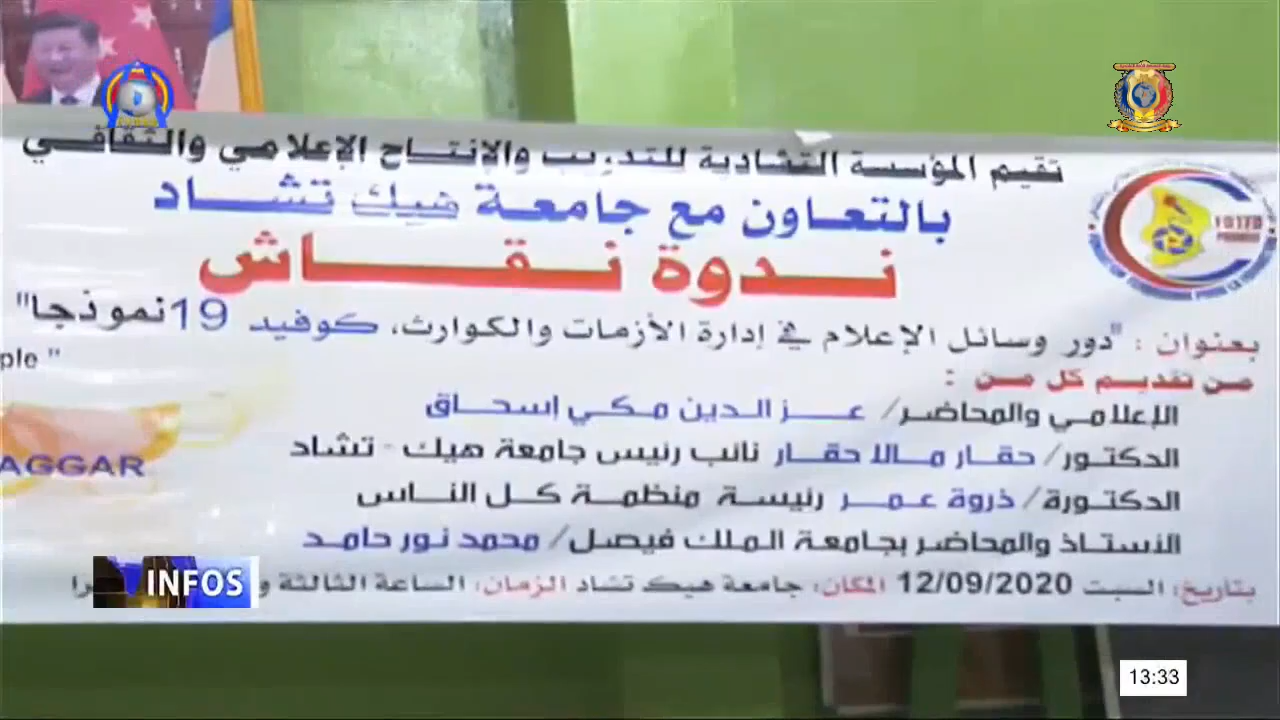 تقيم المؤسسة التشادية للتدريب والإنتاج الإعلامي والثقافي
بالتعاون مع جامعة هيك تشاد
ندوة نقاش
بعنوان : "دور وسائل الإعلام في إدارة الأزمات والكوارث، كوفيد 19 نموذجا"
ple "
من تقديم كل من :
الإعلامي والمحاضر/ عز الدين مكي إسحاق
الدكتور/ حقار مالا حقار نائب رئيس جامعة هيك - تشاد
AGGAR
الدكتورة/ ذروة عمر رئيسة منظمة كل الناس
الأستاذ والمحاضر بجامعة الملك فيصل/ محمد نور حامد
بتاريخ: السبت 12/09/2020 المكان: جامعة هيك تشاد الزمان: الساعة الثالثة
INFOS
13:33